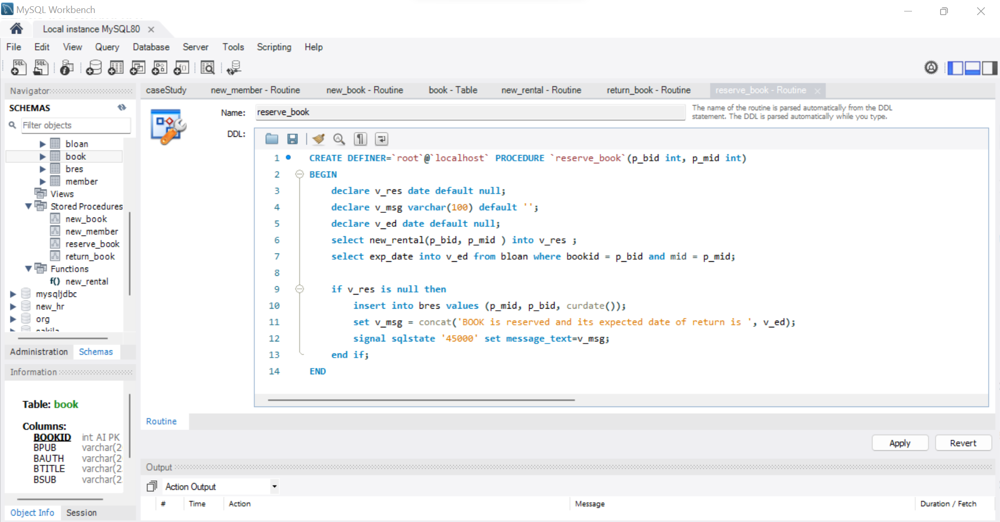 MySQL Workbench
Local instance MySQL80
File Edit View Query Database Server Tools Scripting Help
Navigator
SCHEMAS
Filter objects
bloan
book
bres
member
Views
Stored Procedures
new_book
new_member
reserve_book
return_book
Functions
f() new_rental
mysqljdbc
new_hr
org
sakila
Administration Schemas
Information
Table: book
Columns:
BOOKID int AI PK
BPUB varchar(2
BAUTH varchar(2
BTITLE varchar(2
BSUB varchar(2
Object Info Session
caseStudy new_member - Routine new_book - Routine book - Table new_rental - Routine return_book - Routine reserve_book - Routine
Name: reserve_book
The name of the routine is parsed automatically from the DDL
statement. The DDL is parsed automatically while you type.
DDL:
1 CREATE DEFINER=`root`@`localhost` PROCEDURE `reserve_book`(p_bid int, p_mid int)
2 BEGIN
3 declare v_res date default null;
4 declare v_msg varchar(100) default '';
5 declare v_ed date default null;
6 select new_rental(p_bid, p_mid ) into v_res ;
7 select exp_date into v_ed from bloan where bookid = p_bid and mid = p_mid;
8
9 if v_res is null then
10 insert into bres values (p_mid, p_bid, curdate());
11 set v_msg = concat('BOOK is reserved and its expected date of return is ', v_ed);
12 signal sqlstate '45000' set message_text=v_msg;
13 end if;
14 END
Routine
Apply Revert
Output
Action Output
# Time Action Message Duration / Fetch